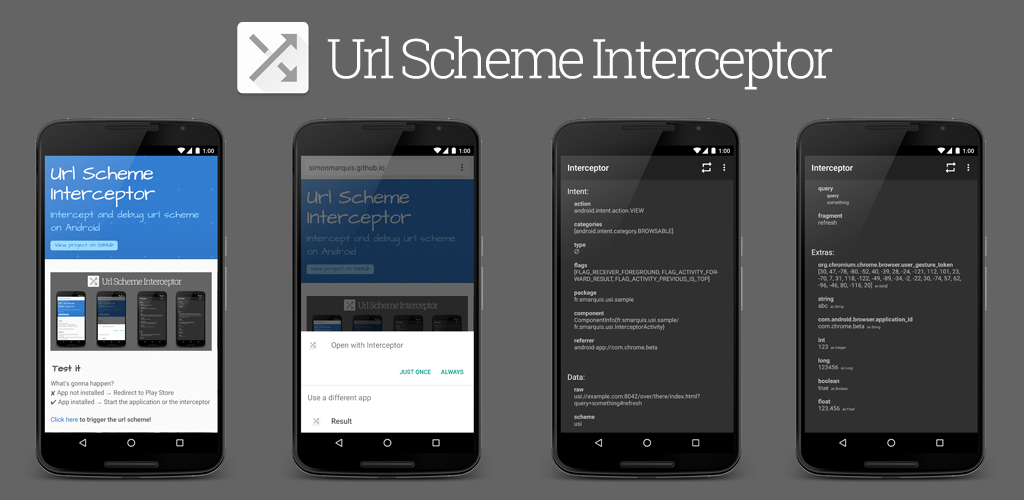 Url Scheme Interceptor
1:00
Url Scheme
Interceptor
Intercept and debug url scheme
on Android
View project on GitHub
Url Scheme Interceptor
Test it
What's gonna happen?
✘ App not installed → Redirect to Play Store
✔ App installed → Start the application or the interceptor
Click here to trigger the url scheme!
1:00
simonmarquis.github.io
Url Scheme
Interceptor
Intercept and debug url scheme
on Android
View project on GitHub
Url Scheme Interceptor
Open with Interceptor
JUST ONCE ALWAYS
Use a different app
Result
1:00
Interceptor
Intent:
action
android.intent.action.VIEW
categories
[android.intent.category.BROWSABLE]
type
∅
flags
[FLAG_RECEIVER_FOREGROUND, FLAG_ACTIVITY_FOR-
WARD_RESULT, FLAG_ACTIVITY_PREVIOUS_IS_TOP]
package
fr.smarquis.usi.sample
component
ComponentInfo{fr.smarquis.usi.sample/
fr.smarquis.usi.InterceptorActivity}
referrer
android-app://com.chrome.beta
Data:
raw
usi://example.com:8042/over/there/index.html?
query=something#refresh
scheme
usi
1:00
Interceptor
query
query
something
fragment
refresh
Extras:
org.chromium.chrome.browser.user_gesture_token
[30, 47, -78, -80, -52, 40, -39, 28, -24, -121, 112, 101, 23,
-70, 7, 31, 118, -122, -49, -89, -34, -2, -22, 30, -74, 57, 62,
-96, -46, 80, -116, 20] as byte[]
string
abc as String
com.android.browser.application_id
com.chrome.beta as String
int
123 as Integer
long
123456 as Long
boolean
true as Boolean
float
123.456 as Float